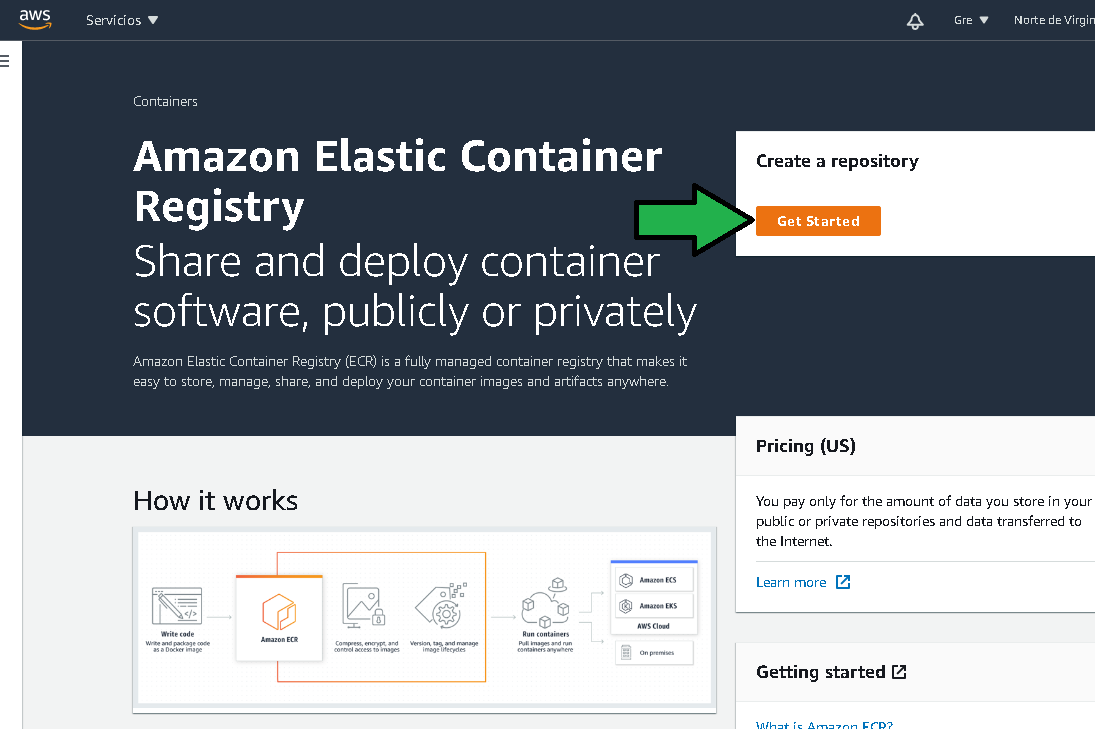 aws
Servicios
Gre
Norte de Virgin
Containers
Amazon Elastic Container
Registry
Share and deploy container
software, publicly or privately
Amazon Elastic Container Registry (ECR) is a fully managed container registry that makes it
easy to store, manage, share, and deploy your container images and artifacts anywhere.
Create a repository
Get Started
Pricing (US)
You pay only for the amount of data you store in your
public or private repositories and data transferred to
the Internet.
Learn more
How it works
Write code
Write and package code
as a Docker image
Amazon ECR
Compress, encrypt, and
control access to images
Version, tag, and manage
image lifecycles
Run containers
Pull images and run
containers anywhere
Amazon ECS
Amazon EKS
AWS Cloud
On premises
Getting started
What is Amazon ECR?